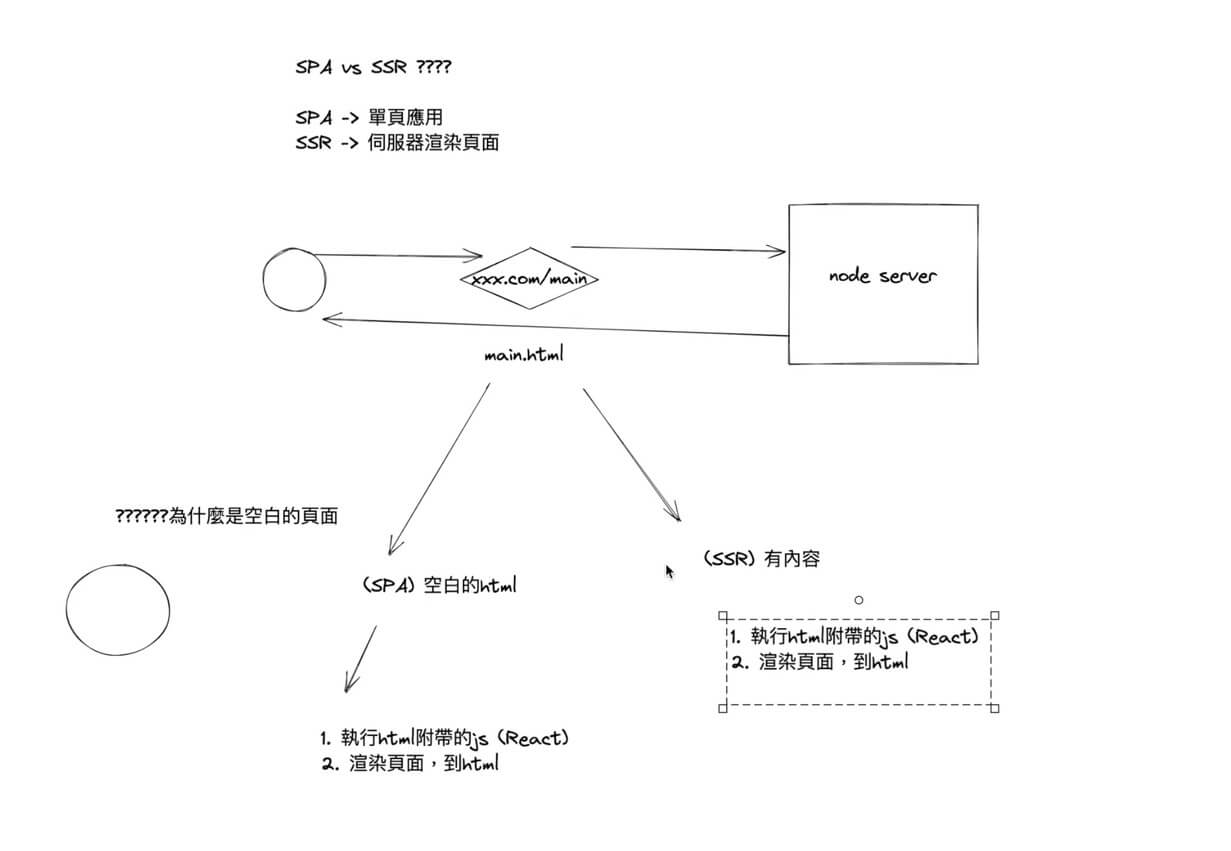 SPA vs SSR ????
SPA -> 單頁應用
SSR -> 伺服器渲染頁面
xxx.com/main
node server
main.html
??????為什麼是空白的頁面
(SSR) 有內容
(SPA) 空白的html
1. 執行html附帶的js (React)
2. 渲染頁面，到html
1. 執行html附帶的js (React)
2. 渲染頁面，到html